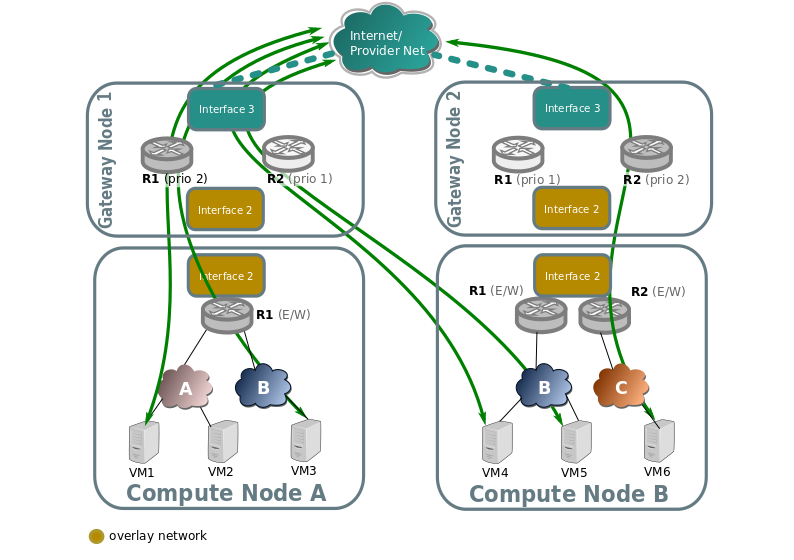 Internet/
Provider Net
Gateway Node 1
Interface 3
R1 (prio 2)
R2 (prio 1)
Interface 2
Gateway Node 2
Interface 3
R1 (prio 1)
R2 (prio 2)
Interface 2
Interface 2
R1 (E/W)
A
B
VM1
VM2
VM3
Compute Node A
Interface 2
R1 (E/W)
R2 (E/W)
B
C
VM4
VM5
VM6
Compute Node B
overlay network